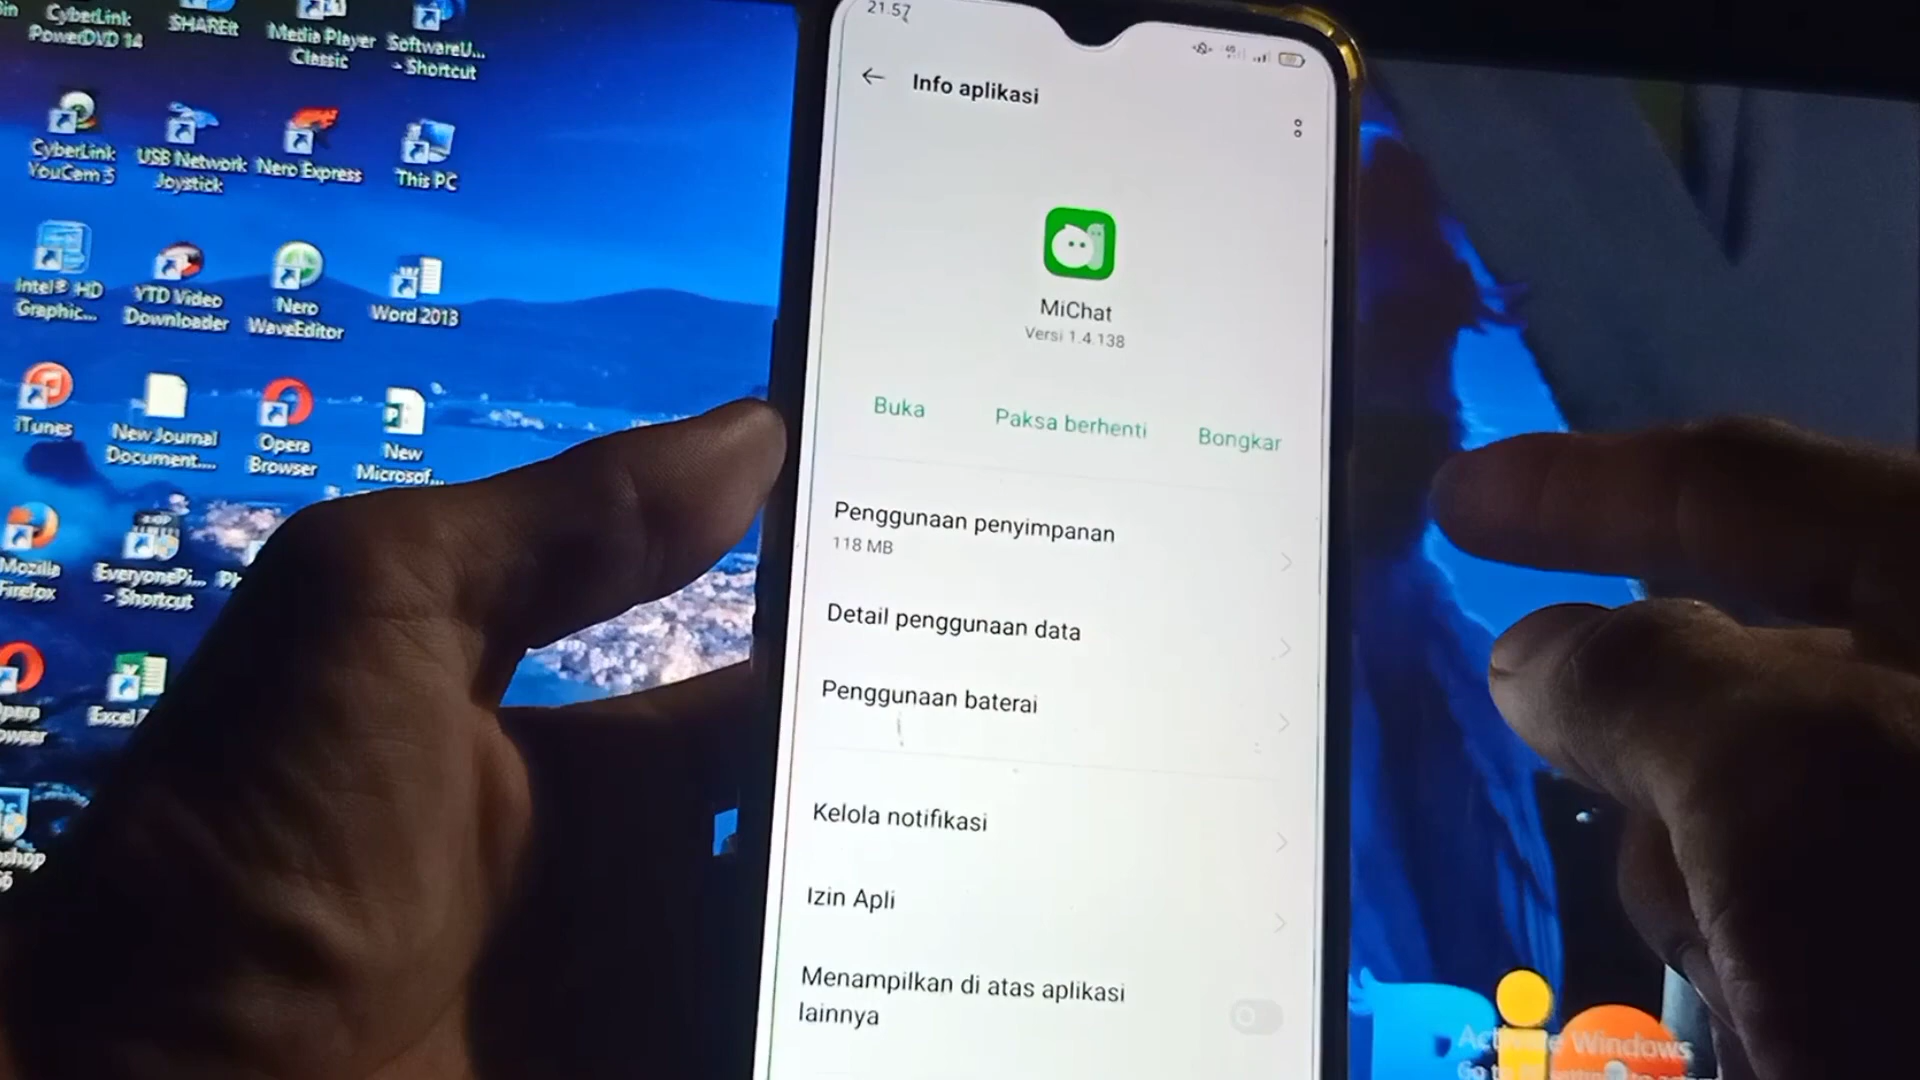 21.57
Info aplikasi
MiChat
Versi 1.4.138
Buka
Paksa berhenti
Bongkar
Penggunaan penyimpanan
118 MB
Detail penggunaan data
Penggunaan baterai
Kelola notifikasi
Izin Apli
Menampilkan di atas aplikasi
lainnya
CyberLink
PowerDVD 14
SHAREit
Media Player
Classic
SoftwareU...
- Shortcut
CyberLink
YouCam 5
USB Network
Joystick
Nero Express
This PC
Intel® HD
Graphic...
YTD Video
Downloader
Nero
WaveEditor
Word 2013
iTunes
New Journal
Document....
Opera
Browser
New
Microsof...
Mozilla
Firefox
EveryonePi...
- Shortcut
Excel
Windows